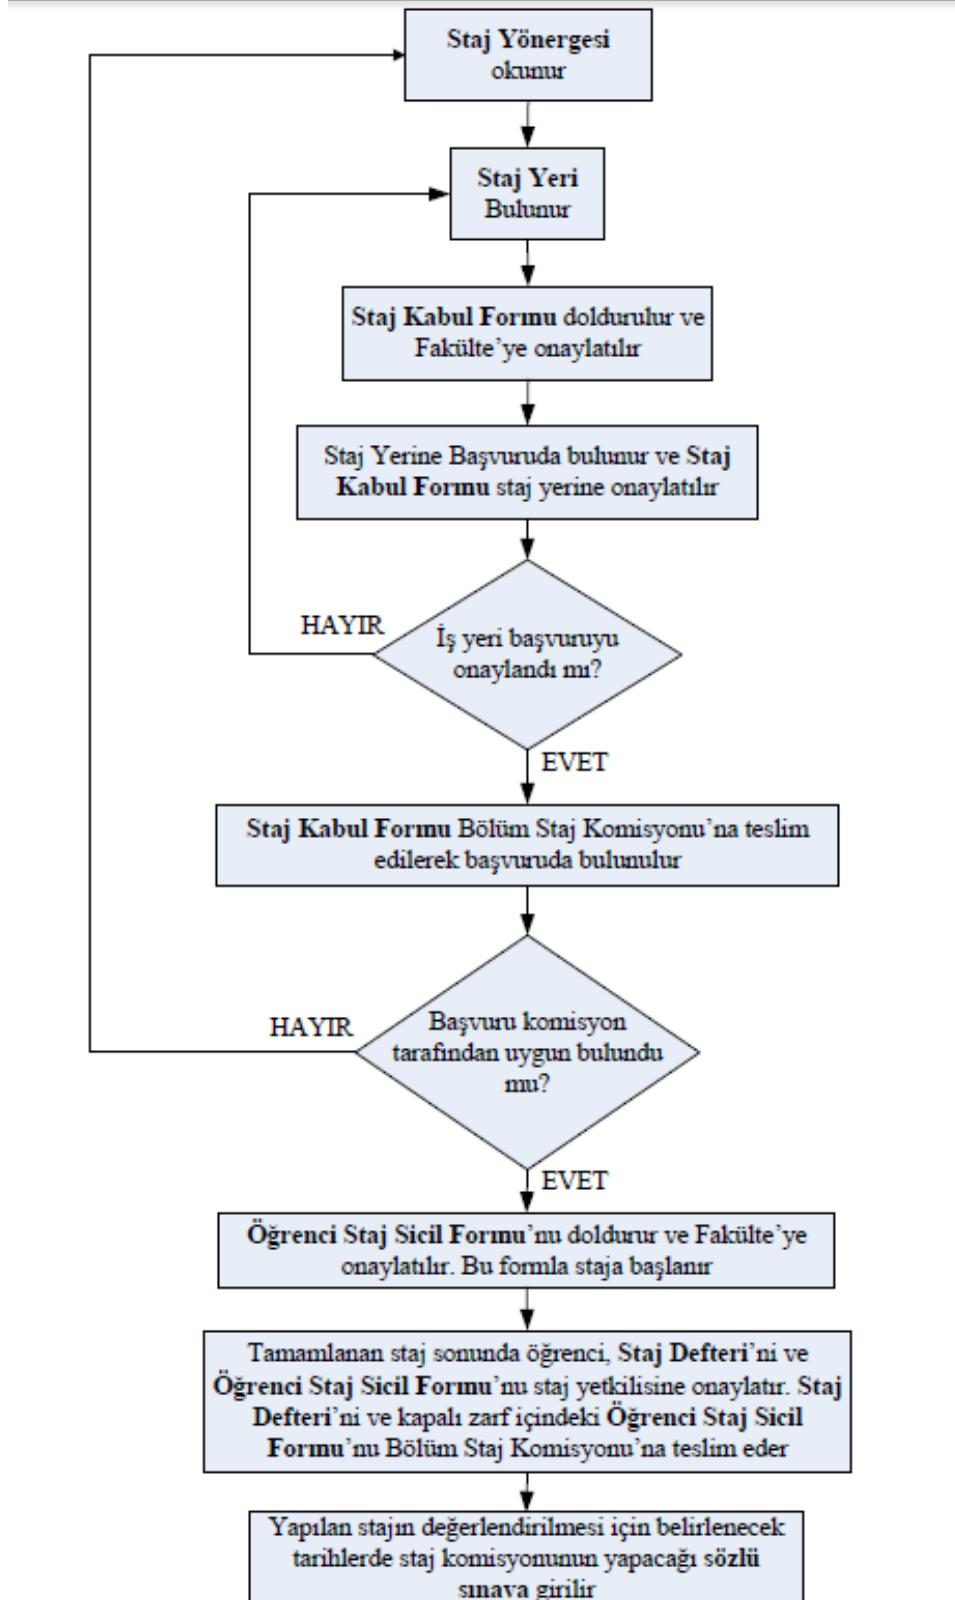 Staj Yönergesi
okunur
Staj Yeri
Bulunur
Staj Kabul Formu doldurulur ve
Fakülte’ye onaylatılır
Staj Yerine Başvuruda bulunur ve Staj
Kabul Formu staj yerine onaylatılır
HAYIR
İş yeri başvuruyu
onaylandı mı?
EVET
Staj Kabul Formu Bölüm Staj Komisyonu’na teslim
edilerek başvuruda bulunulur
HAYIR
Başvuru komisyon
tarafından uygun bulundu
mu?
EVET
Öğrenci Staj Sicil Formu’nu doldurur ve Fakülte’ye
onaylatılır. Bu formla staja başlanır
Tamamlanan staj sonunda öğrenci, Staj Defteri’ni ve
Öğrenci Staj Sicil Formu’nu staj yetkilisine onaylatır. Staj
Defteri’ni ve kapalı zarf içindeki Öğrenci Staj Sicil
Formu’nu Bölüm Staj Komisyonu’na teslim eder
Yapılan stajın değerlendirilmesi için belirlenecek
tarihlerde staj komisyonunun yapacağı sözlü
sınava girilir